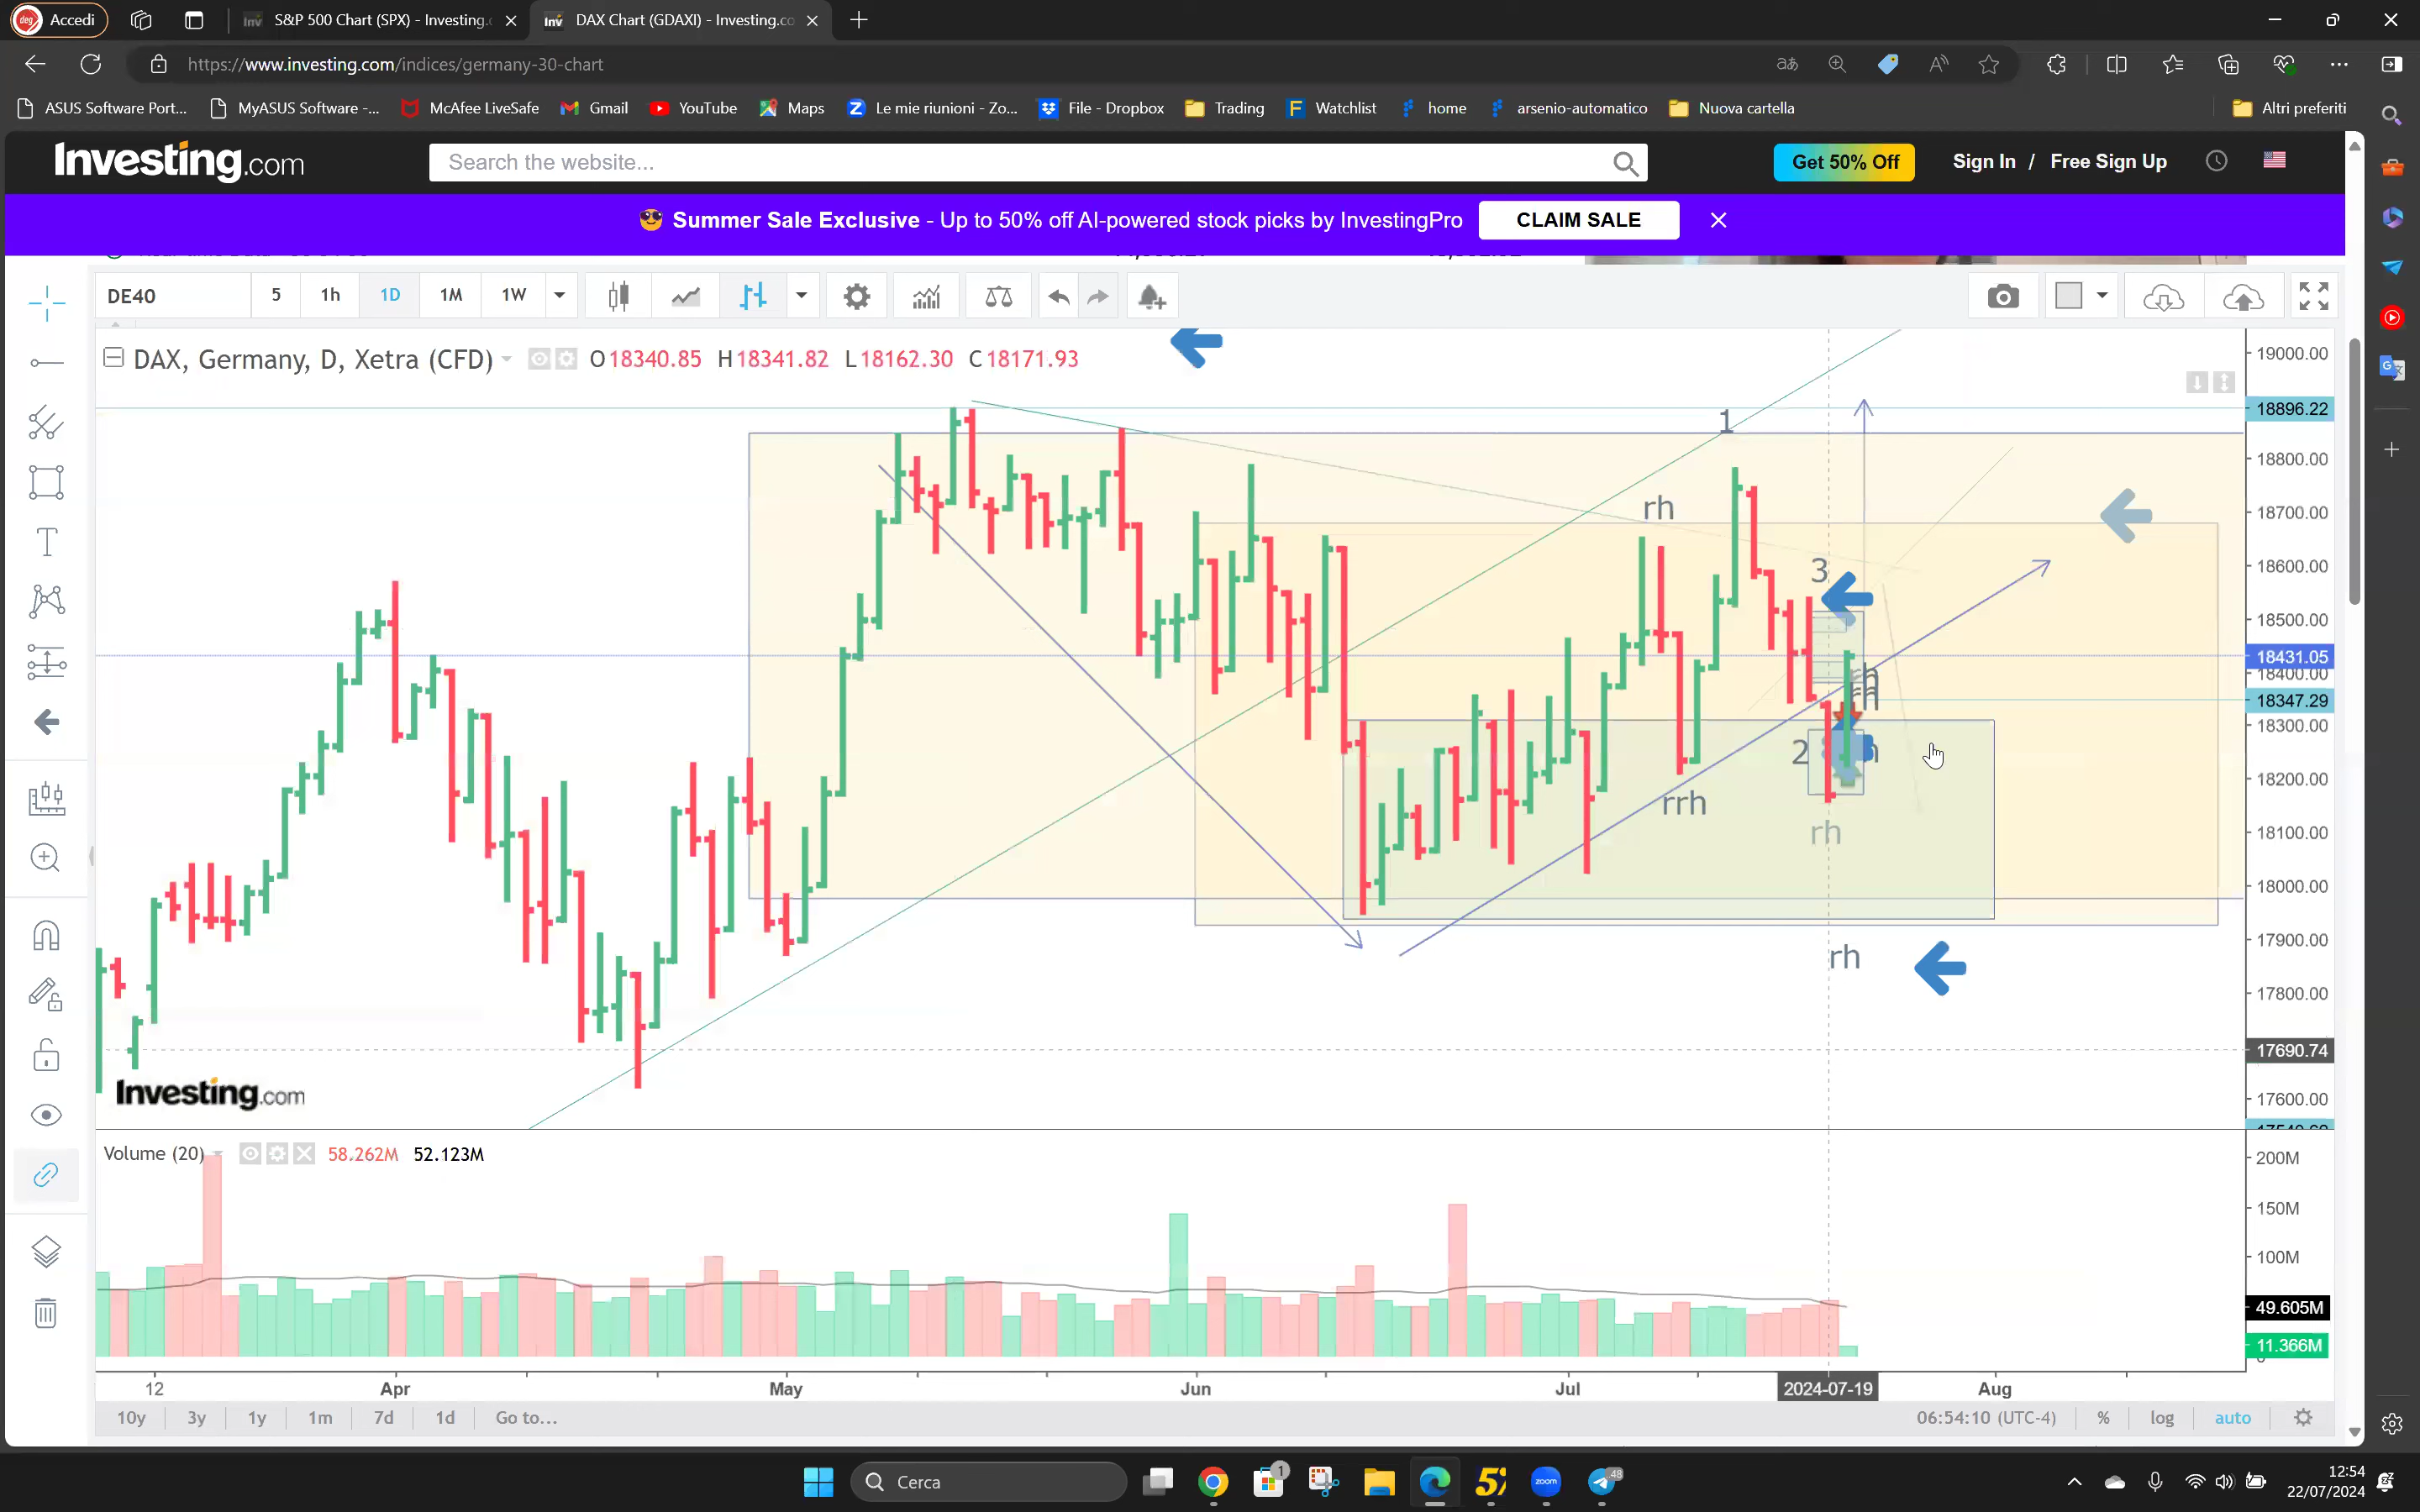 Accedi
S&P 500 Chart (SPX) - Investing.c
DAX Chart (GDAXI) - Investing.co
https://www.investing.com/indices/germany-30-chart
ASUS Software Port...
MyASUS Software -...
McAfee LiveSafe
Gmail
YouTube
Maps
Le mie riunioni - Zo...
File - Dropbox
Trading
Watchlist
home
arsenio-automatico
Nuova cartella
Altri preferiti
Investing.com
Search the website...
Get 50% Off
Sign In / Free Sign Up
Summer Sale Exclusive - Up to 50% off AI-powered stock picks by InvestingPro
CLAIM SALE
DE40 5 1h 1D 1M 1W
DAX, Germany, D, Xetra (CFD) O18340.85 H18341.82 L18162.30 C18171.93
19000.00
18896.22
18800.00
18700.00
18600.00
18500.00
18431.05
18400.00
18347.29
18300.00
18200.00
18100.00
18000.00
17900.00
17800.00
17690.74
17600.00
1
rh
3
rh
2
rrh
rh
rh
Investing.com
Volume (20) 58.262M 52.123M
200M
150M
100M
49.605M
11.366M
12 Apr May Jun Jul 2024-07-19 Aug
10y 3y 1y 1m 7d 1d Go to...
06:54:10 (UTC-4) % log auto
Cerca
1
zoom
48
12:54
22/07/2024